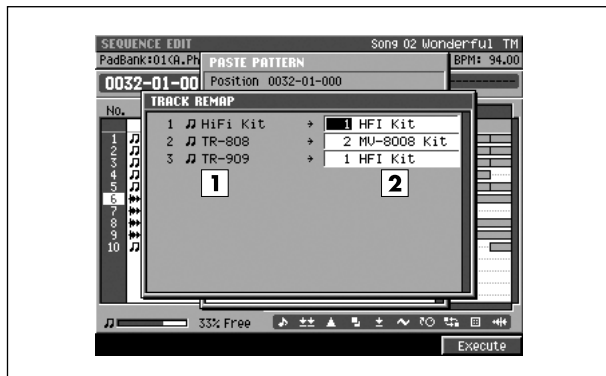 SEQUENCE EDIT Song 02 Wonderful TM
PadBank:01(A.Ph BPM: 94.00
PASTE PATTERN
0032-01-00 Position 0032-01-000
TRACK REMAP
No.
1 HiFi Kit → 1 HFI Kit
2 TR-808 → 2 MV-8008 Kit
3 TR-909 → 1 HFI Kit
1 2
1
2
3
4
5
6
7
8
9
10
33% Free
Execute